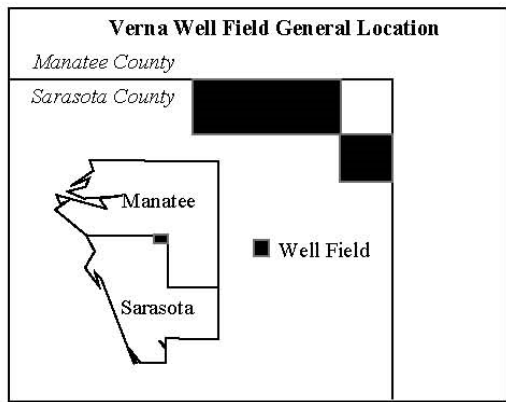 Verna Well Field General Location
Manatee County
Sarasota County
Manatee
Well Field
Sarasota